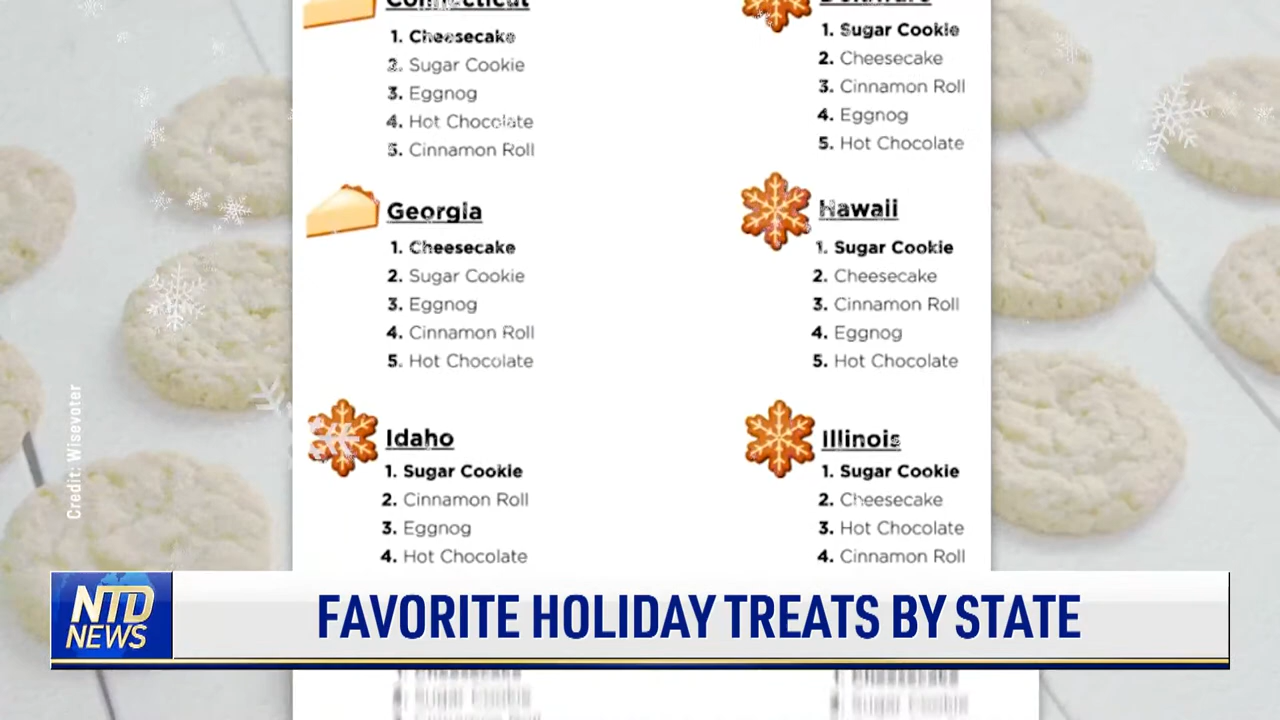 Connecticut
1. Cheesecake
2. Sugar Cookie
3. Eggnog
4. Hot Chocolate
5. Cinnamon Roll
Delaware
1. Sugar Cookie
2. Cheesecake
3. Cinnamon Roll
4. Eggnog
5. Hot Chocolate
Georgia
1. Cheesecake
2. Sugar Cookie
3. Eggnog
4. Cinnamon Roll
5. Hot Chocolate
Hawaii
1. Sugar Cookie
2. Cheesecake
3. Cinnamon Roll
4. Eggnog
5. Hot Chocolate
Idaho
1. Sugar Cookie
2. Cinnamon Roll
3. Eggnog
4. Hot Chocolate
Illinois
1. Sugar Cookie
2. Cheesecake
3. Hot Chocolate
4. Cinnamon Roll
Credit: Wisevoter
NTD
NEWS
FAVORITE HOLIDAY TREATS BY STATE